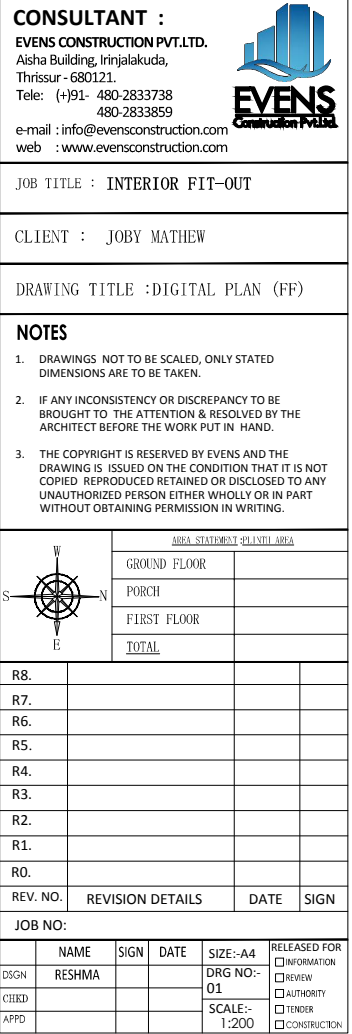 CONSULTANT :
EVENS CONSTRUCTION PVT.LTD.
Aisha Building, Irinjalakuda,
Thrissur - 680121.
Tele: (+)91- 480-2833738
480-2833859
e-mail : info@evensconstruction.com
web : www.evensconstruction.com
EVENS
Construction Pvt.Ltd.
JOB TITLE : INTERIOR FIT-OUT
CLIENT : JOBY MATHEW
DRAWING TITLE :DIGITAL PLAN (FF)
NOTES
1. DRAWINGS NOT TO BE SCALED, ONLY STATED
DIMENSIONS ARE TO BE TAKEN.
2. IF ANY INCONSISTENCY OR DISCREPANCY TO BE
BROUGHT TO THE ATTENTION & RESOLVED BY THE
ARCHITECT BEFORE THE WORK PUT IN HAND.
3. THE COPYRIGHT IS RESERVED BY EVENS AND THE
DRAWING IS ISSUED ON THE CONDITION THAT IT IS NOT
COPIED REPRODUCED RETAINED OR DISCLOSED TO ANY
UNAUTHORIZED PERSON EITHER WHOLLY OR IN PART
WITHOUT OBTAINING PERMISSION IN WRITING.
W
S N
E
AREA STATEMENT :PLINTH AREA
GROUND FLOOR
PORCH
FIRST FLOOR
TOTAL
R8.
R7.
R6.
R5.
R4.
R3.
R2.
R1.
R0.
REV. NO. REVISION DETAILS DATE SIGN
JOB NO:
NAME SIGN DATE
DSGN RESHMA
CHKD
APPD
SIZE:-A4
DRG NO:-
01
SCALE:-
1:200
RELEASED FOR
INFORMATION
REVIEW
AUTHORITY
TENDER
CONSTRUCTION